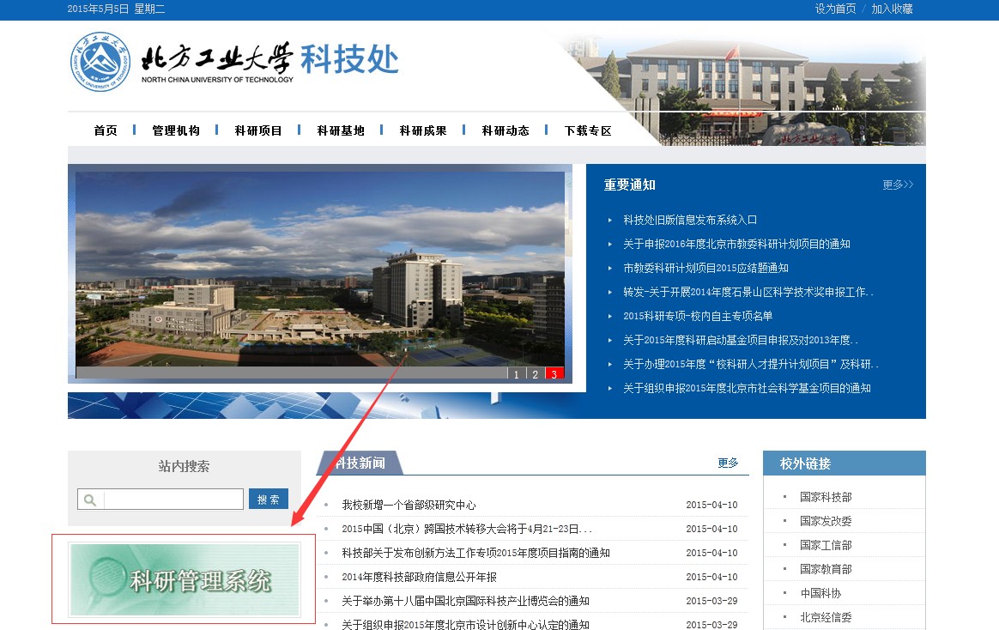 2015年5月5日 星期二
设为首页 / 加入收藏
北方工业大学 科技处
NORTH CHINA UNIVERSITY OF TECHNOLOGY
首页 管理机构 科研项目 科研基地 科研成果 科研动态 下载专区
1 2 3
重要通知 更多>>
科技处旧版信息发布系统入口
关于申报2016年度北京市教委科研计划项目的通知
市教委科研计划项目2015应结题通知
转发-关于开展2014年度石景山区科学技术奖申报工作..
2015科研专项-校内自主专项名单
关于2015年度科研启动基金项目申报及对2013年度..
关于办理2015年度“校科研人才提升计划项目”及科研..
关于组织申报2015年度北京市社会科学基金项目的通知
站内搜索
搜 索
科研管理系统
科技新闻 更多
我校新增一个省部级研究中心 2015-04-10
2015中国（北京）跨国技术转移大会将于4月21-23日... 2015-04-10
科技部关于发布创新方法工作专项2015年度项目指南的通知 2015-04-10
2014年度科技部政府信息公开年报 2015-04-10
关于举办第十八届中国北京国际科技产业博览会的通知 2015-03-29
关于组织申报2015年度北京市设计创新中心认定的通知 2015-03-29
校外链接
国家科技部
国家发改委
国家工信部
国家教育部
中国科协
北京经信委